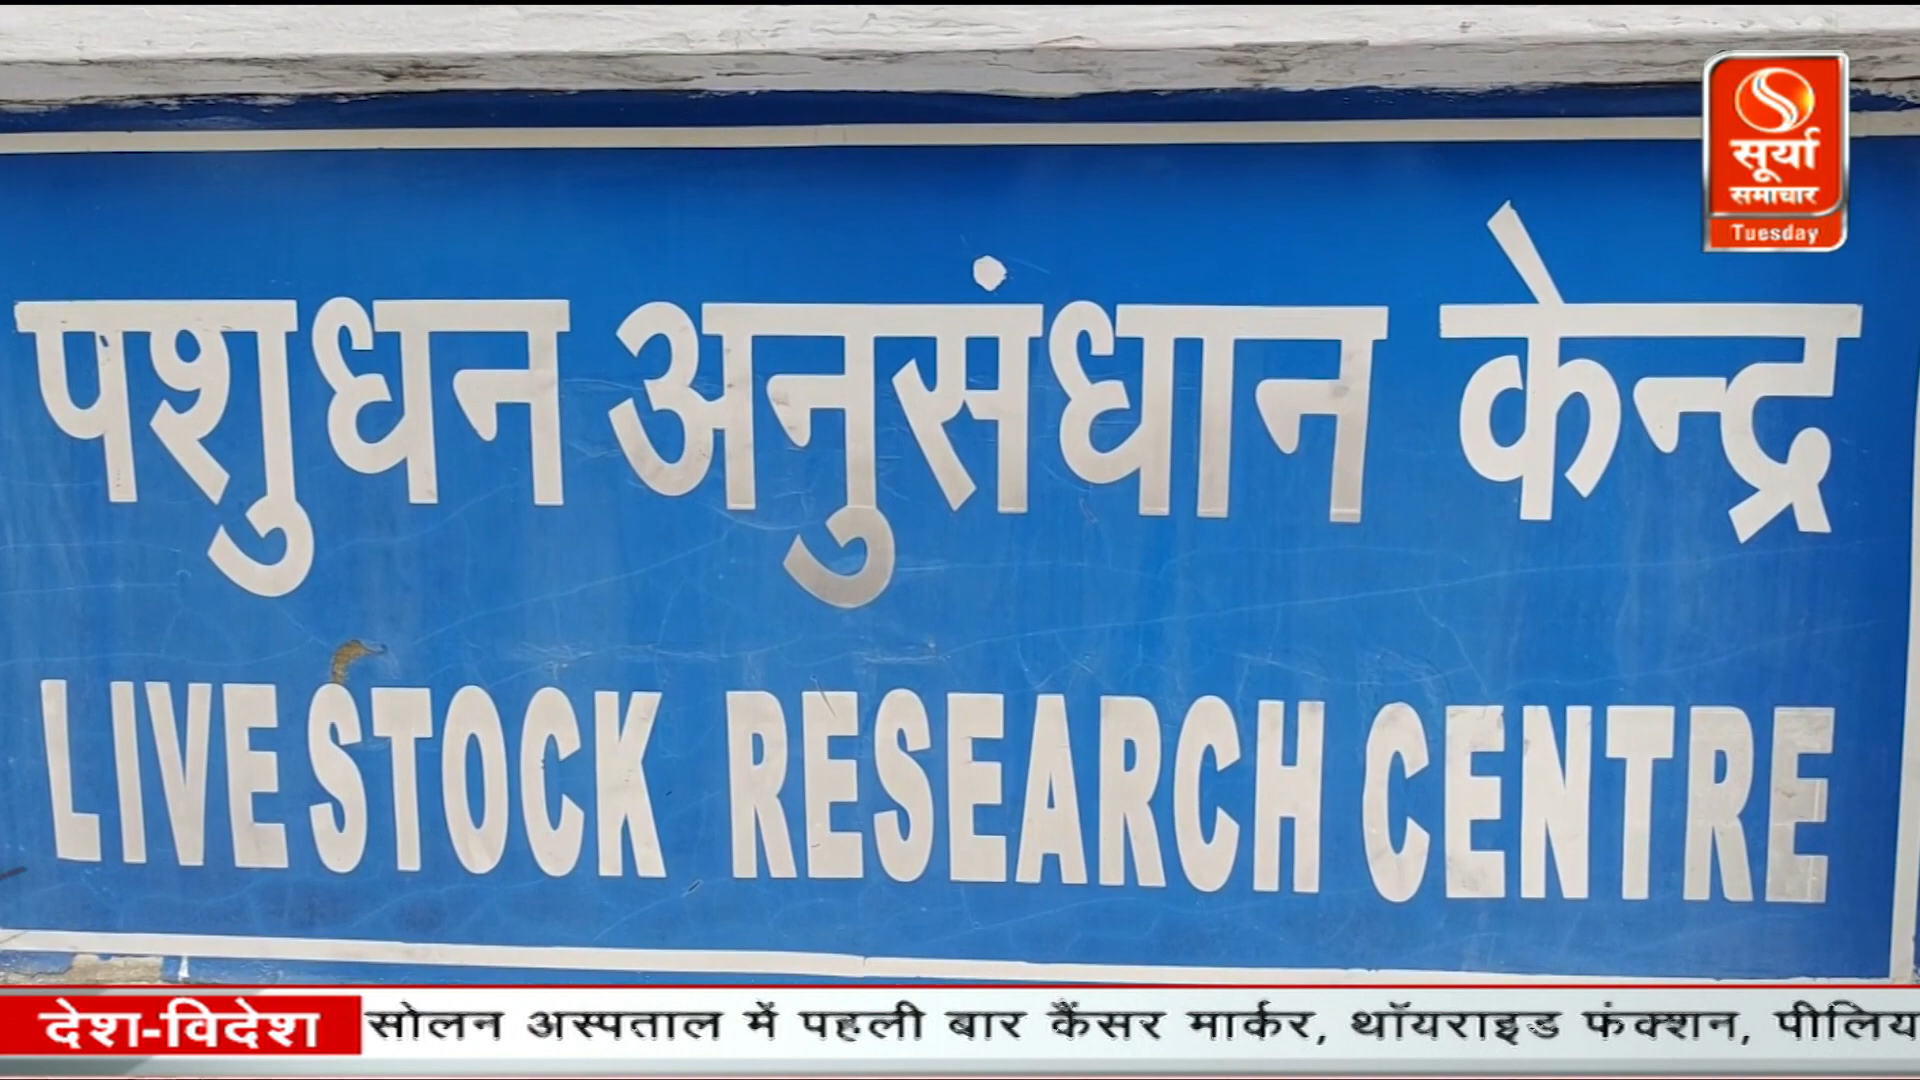 सूर्या
समाचार
Tuesday
पशुधन अनुसंधान केन्द्र
LIVE STOCK RESEARCH CENTRE
देश-विदेश
सोलन अस्पताल में पहली बार कैंसर मार्कर, थॉयराइड फंक्शन, पीलिय